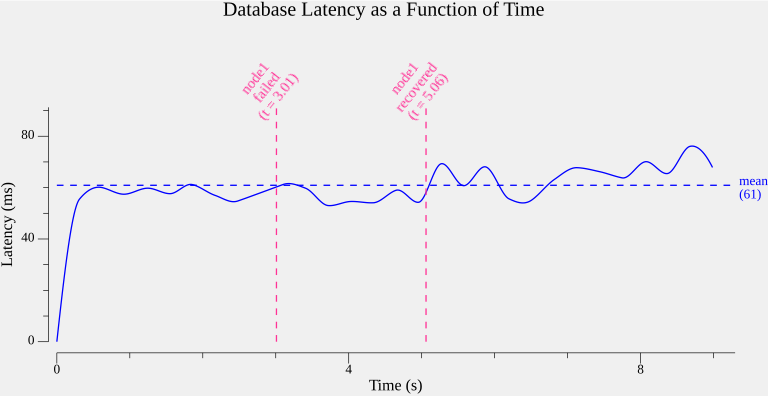 Database Latency as a Function of Time
node1
failed
(t = 3.01)
node1
recovered
(t = 5.06)
80
40
0
Latency (ms)
mean
(61)
0
4
8
Time (s)